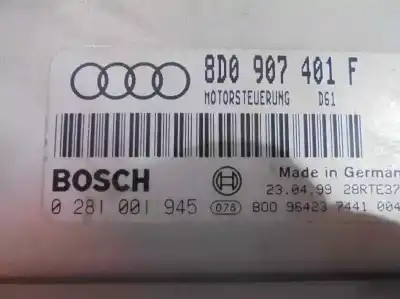 8D0 907 401 F
MOTORSTEUERUNG D61
BOSCH
Made in German
0 281 001 945
23.04.99 28RTE37
078 800 96423 7441 004